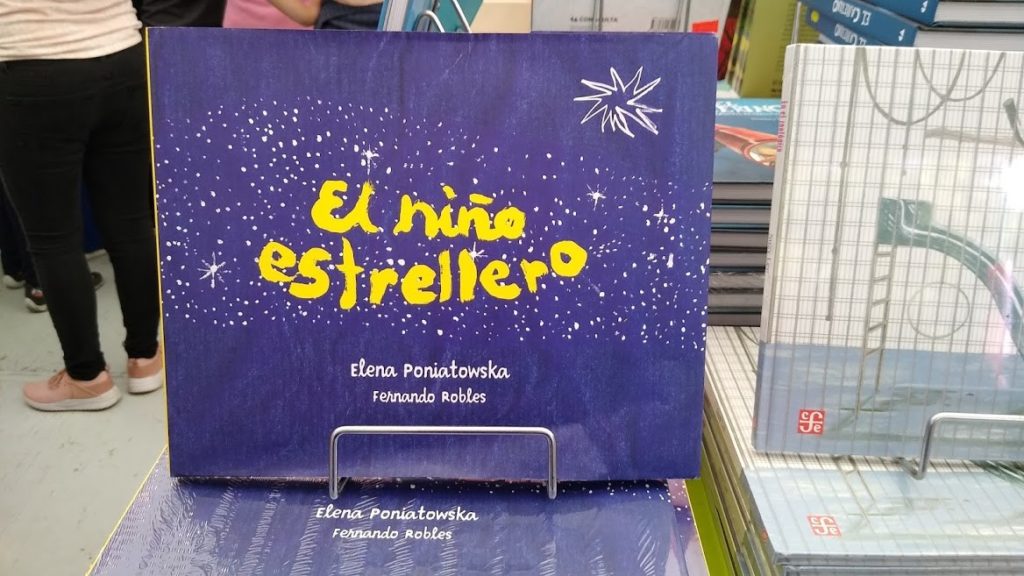 El niño
estrellero
Elena Poniatowska
Fernando Robles
Elena Poniatowska
Fernando Robles